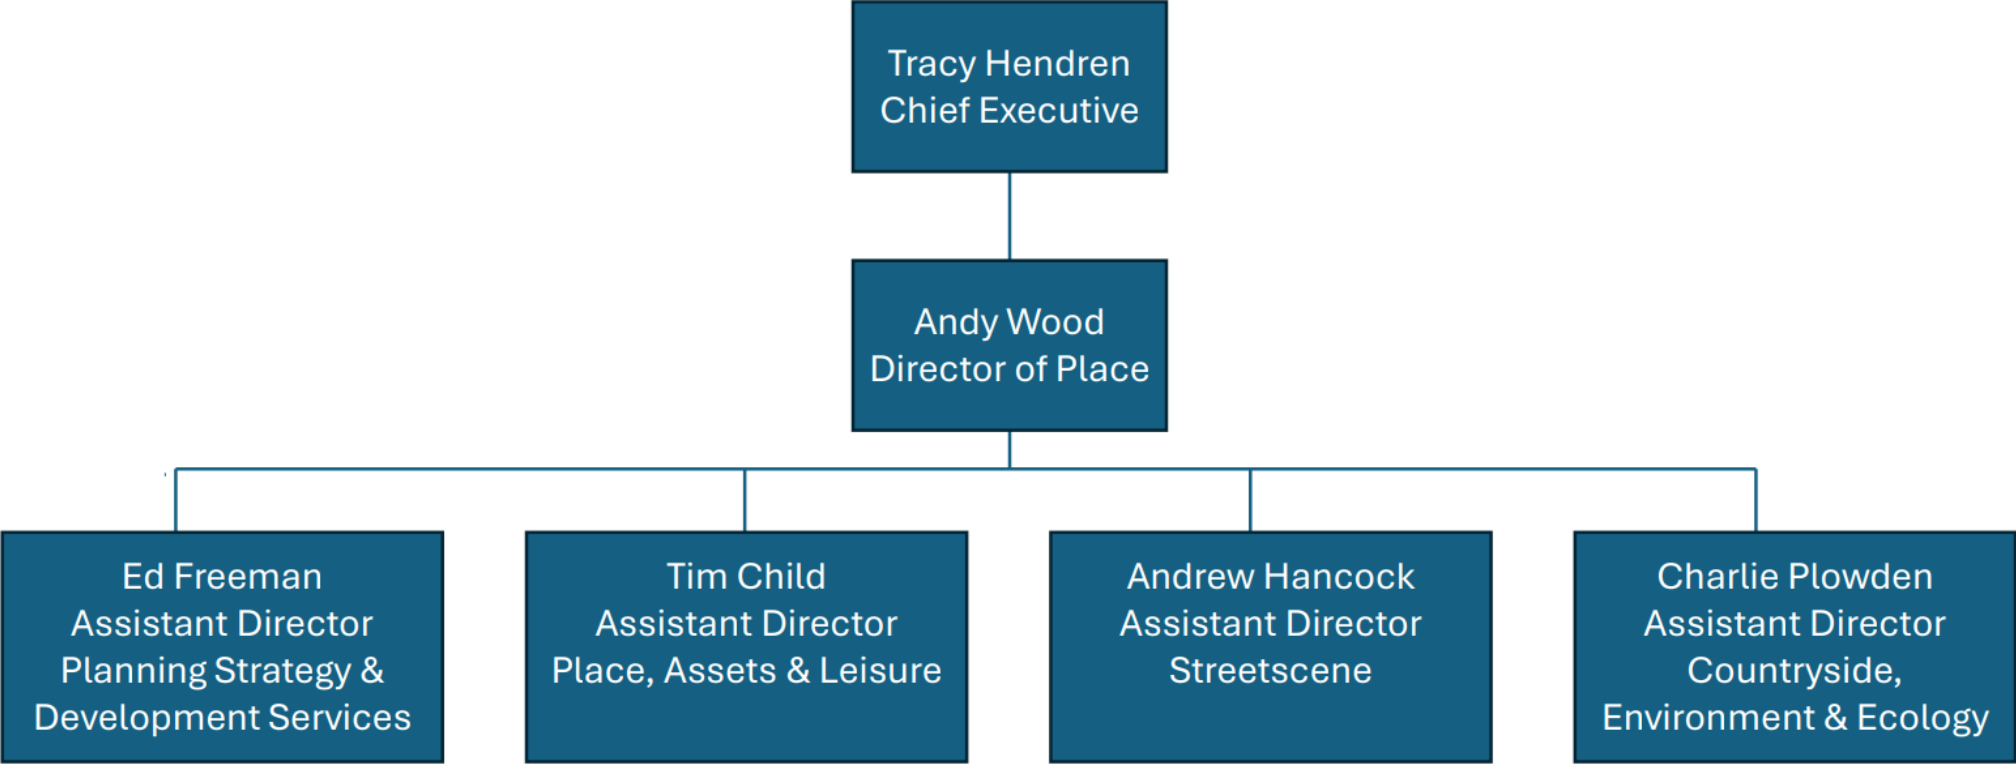 Tracy Hendren
Chief Executive
Andy Wood
Director of Place
Ed Freeman
Assistant Director
Planning Strategy &
Development Services
Tim Child
Assistant Director
Place, Assets & Leisure
Andrew Hancock
Assistant Director
Streetscene
Charlie Plowden
Assistant Director
Countryside,
Environment & Ecology